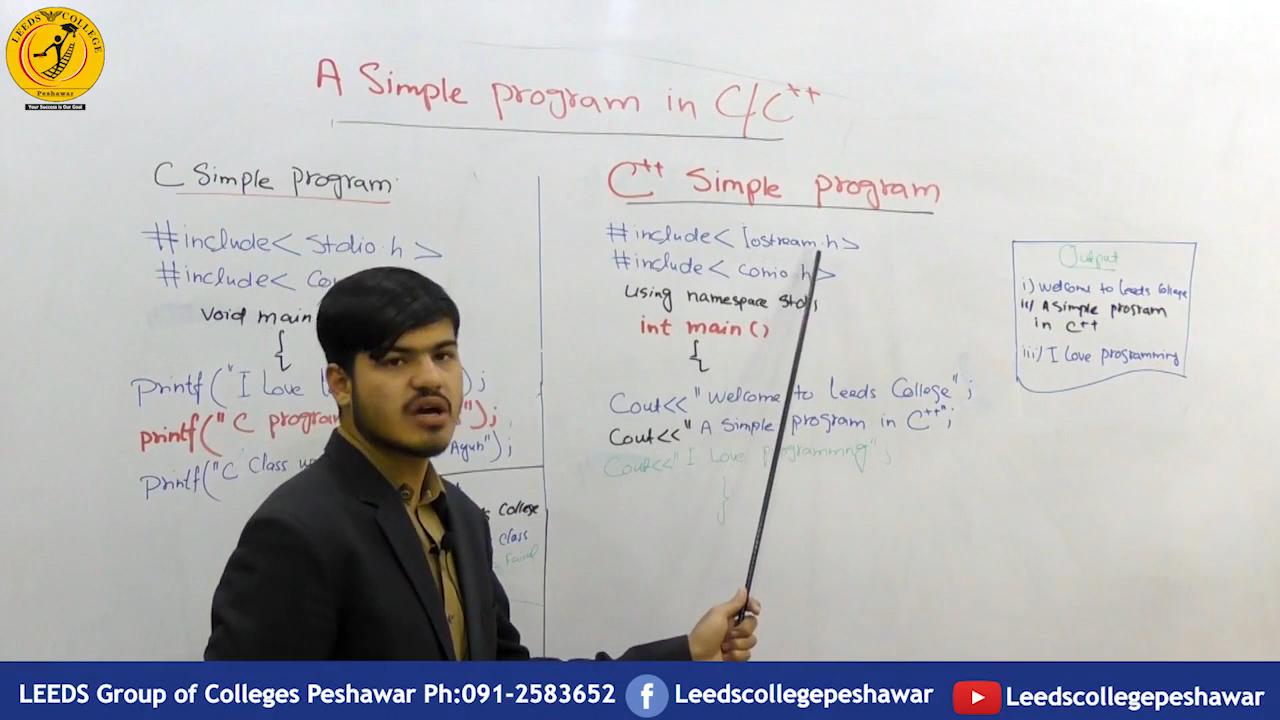 LEEDS COLLEGE
Peshawar
Your Success is Our Goal
A Simple program in C/C++
C Simple program
#include< Stdio.h >
#include< Co
void main
{
printf("I Love L );
printf("C program ");
Printf("C Class Ayub");
College
Class
C++ Simple program
#include< Iostream.h>
#include< conio.h>
Using namespace Std;
int main()
{
Cout<< "Welcome to Leeds College";
Cout<<" A Simple program in C++";
Cout<<"I Love programming";
}
Output
i) Welcome to Leeds College
ii/ A Simple program
in C++
iii/ I Love programming
LEEDS Group of Colleges Peshawar Ph:091-2583652
f Leedscollegepeshawar
Leedscollegepeshawar